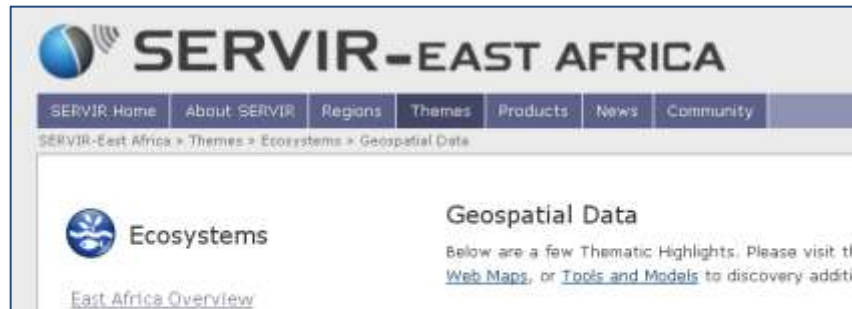 SERVIR-EAST AFRICA
SERVIR Home About SERVIR Regions Themes Products News Community
SERVIR-East Africa » Themes » Ecosystems » Geospatial Data
Ecosystems
East Africa Overview
Geospatial Data
Below are a few Thematic Highlights. Please visit
Web Maps, or Tools and Models to discovery